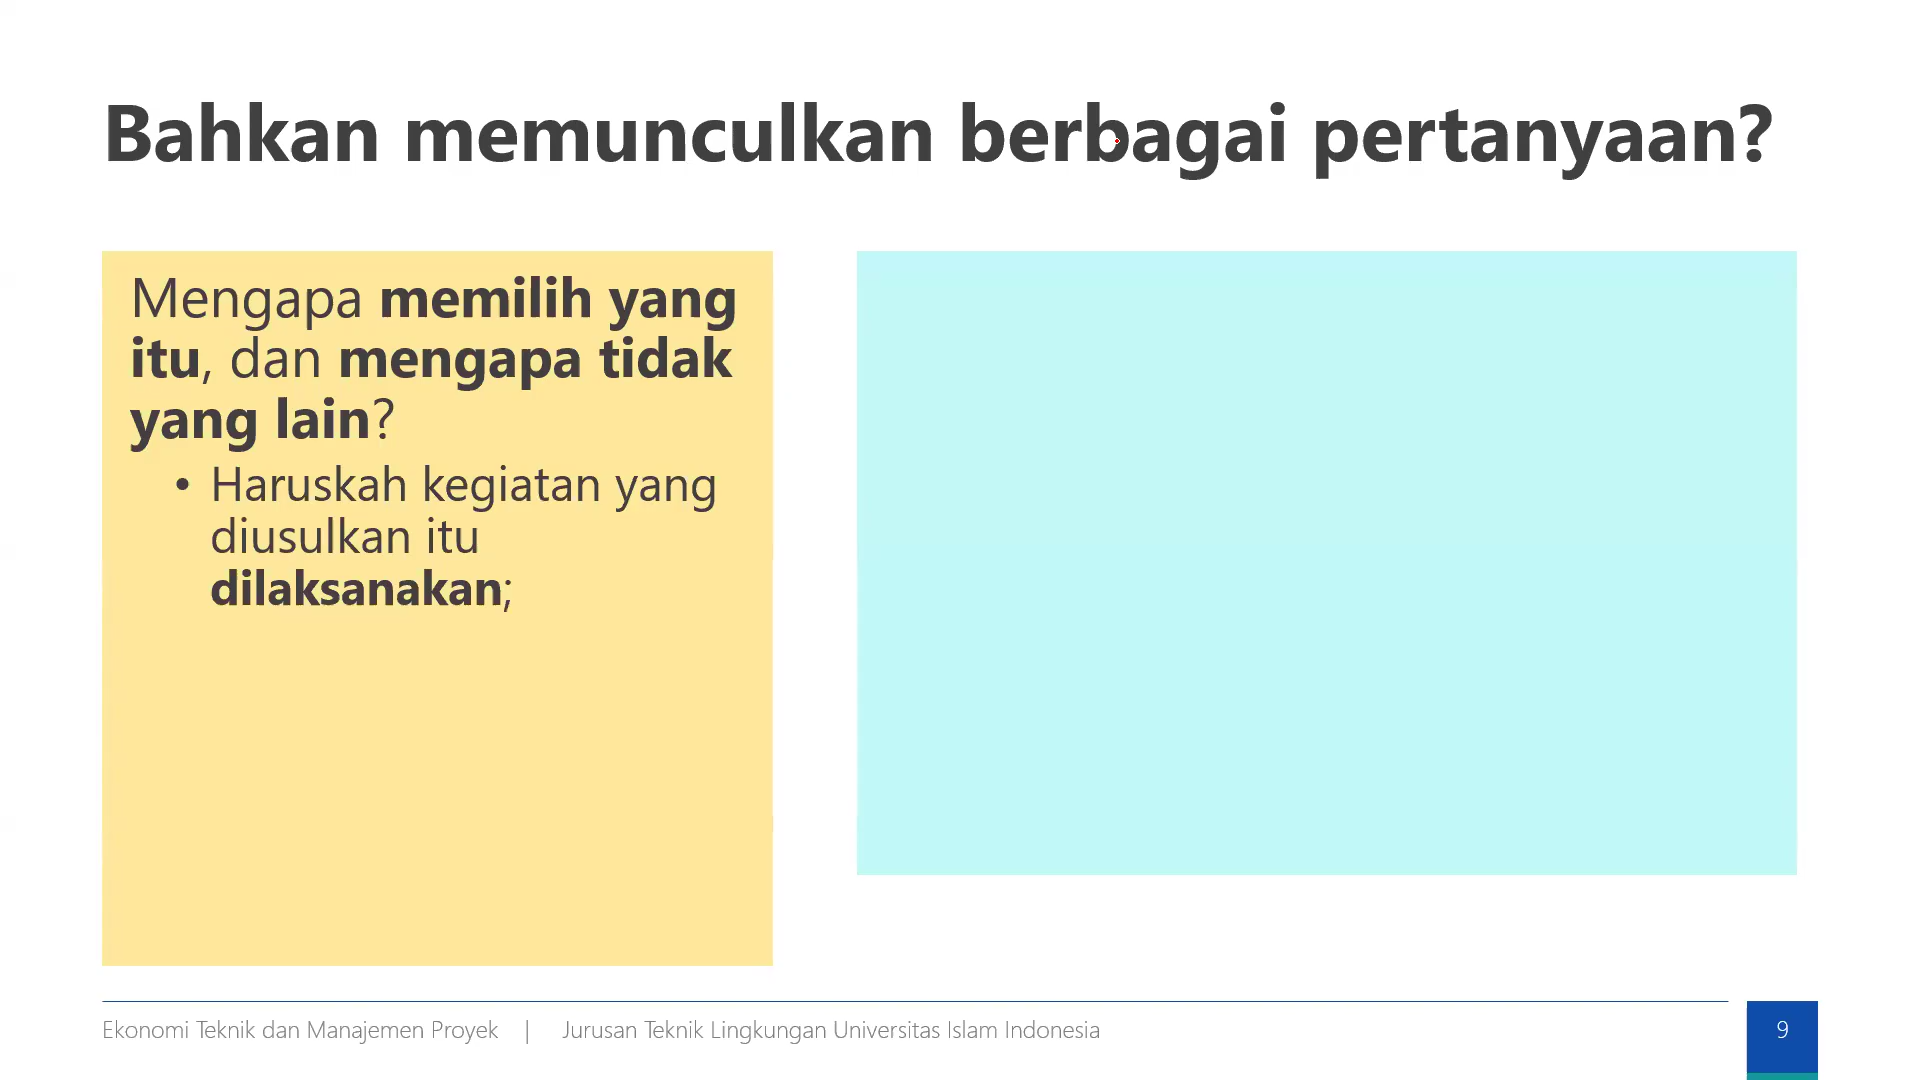 Bahkan memunculkan berbagai pertanyaan?
Mengapa memilih yang
itu, dan mengapa tidak
yang lain?
• Haruskah kegiatan yang
diusulkan itu
dilaksanakan;
Ekonomi Teknik dan Manajemen Proyek | Jurusan Teknik Lingkungan Universitas Islam Indonesia
9